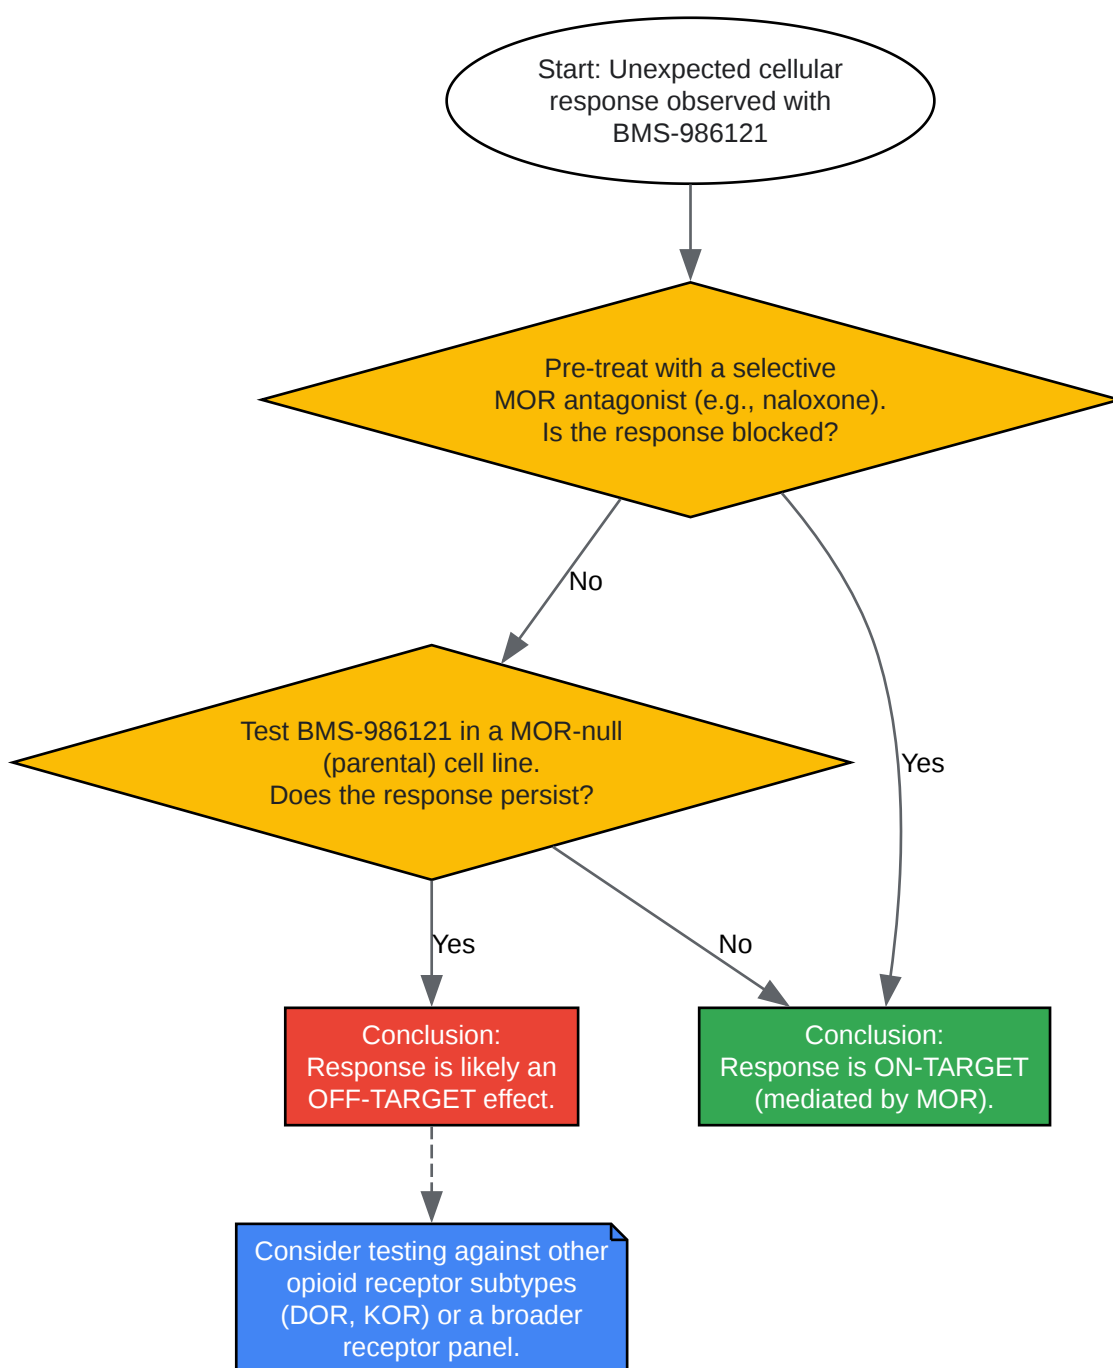 Start: Unexpected cellular
response observed with
BMS-986121
Pre-treat with a selective
MOR antagonist (e.g., naloxone).
Is the response blocked?
No
Yes
Test BMS-986121 in a MOR-null
(parental) cell line.
Does the response persist?
Yes
No
Conclusion:
Response is likely an
OFF-TARGET effect.
Conclusion:
Response is ON-TARGET
(mediated by MOR).
Consider testing against other
opioid receptor subtypes
(DOR, KOR) or a broader
receptor panel.